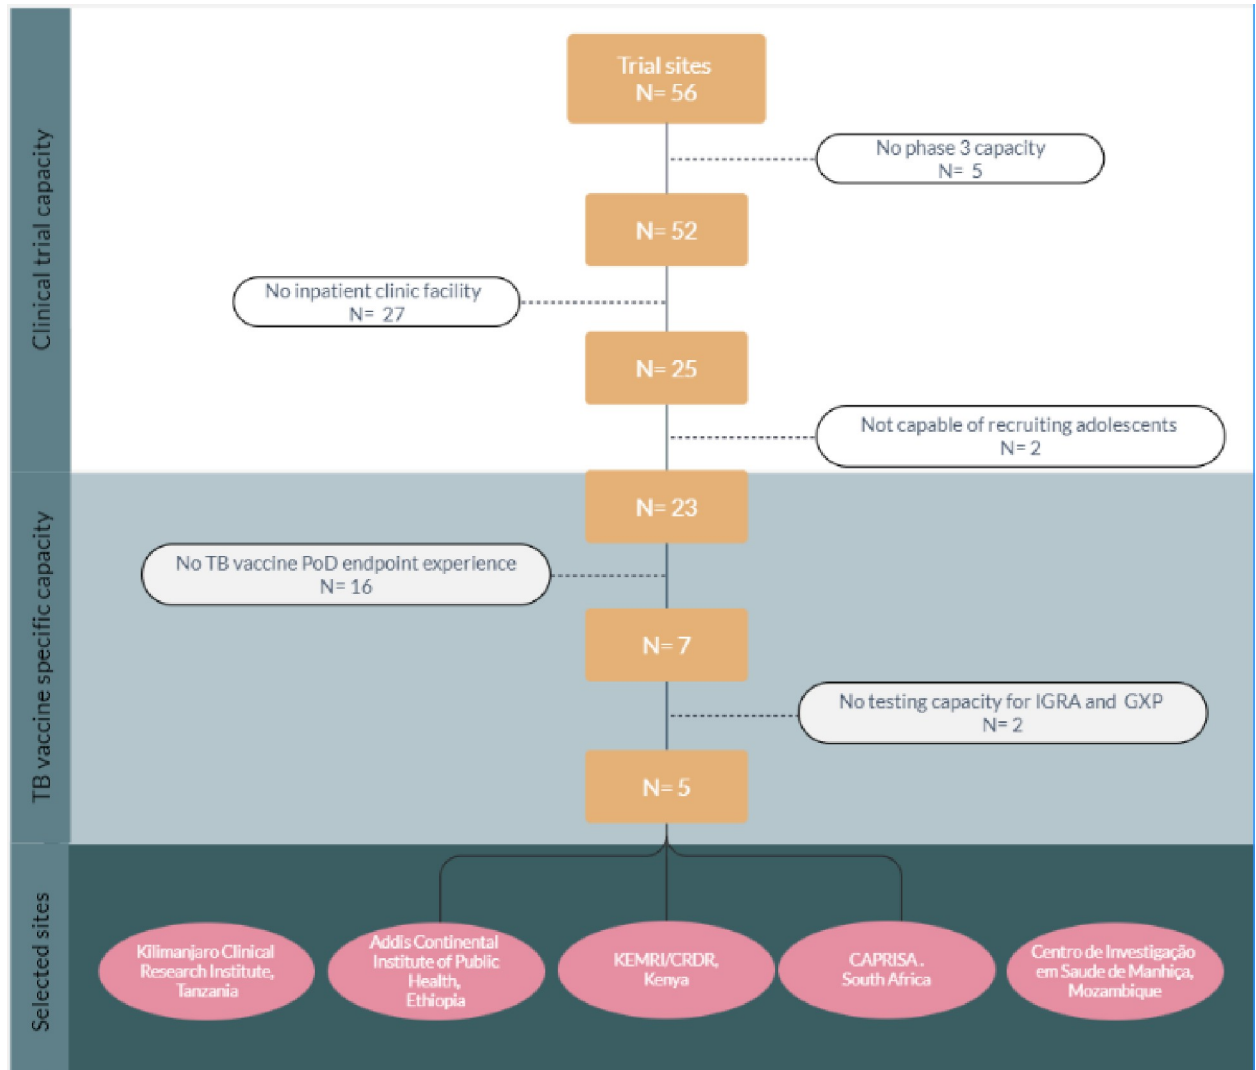 Clinical trial capacity
Trial sites
N= 56
No phase 3 capacity
N= 5
N= 52
No inpatient clinic facility
N= 27
N= 25
Not capable of recruiting adolescents
N= 2
TB vaccine specific capacity
N= 23
No TB vaccine PoD endpoint experience
N= 16
N= 7
No testing capacity for IGRA and GXP
N= 2
N= 5
Selected sites
Kilimanjaro Clinical
Research Institute,
Tanzania
Addis Continental
Institute of Public
Health,
Ethiopia
KEMRI/CRDR,
Kenya
CAPRISA .
South Africa
Centro de Investigação
em Saude de Manhiça,
Mozambique